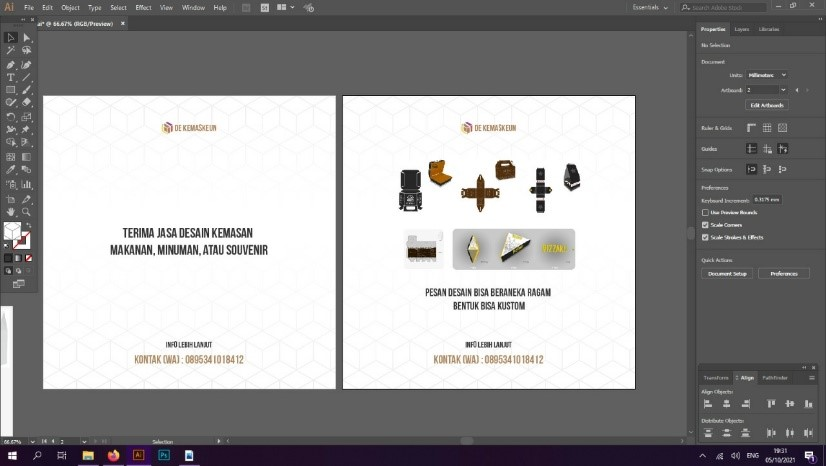 Ai File Edit Object Type Select Effect View Window Help
Essentials
Search Adobe Stock
@ 66.67% (RGB/Preview)
DE KEMASKEUN
TERIMA JASA DESAIN KEMASAN
MAKANAN, MINUMAN, ATAU SOUVENIR
INFO LEBIH LANJUT
KONTAK (WA) : 0895341018412
DE KEMASKEUN
PESAN DESAIN BISA BERANEKA RAGAM
BENTUK BISA KUSTOM
INFO LEBIH LANJUT
KONTAK (WA) : 0895341018412
Properties Layers Libraries
No Selection
Document
Units: Millimeters
Artboard: 2
Edit Artboards
Ruler & Grids
Guides
Snap Options
Preferences
Keyboard Increment: 0.3175 mm
Use Preview Bounds
Scale Corners
Scale Strokes & Effects
Quick Actions
Document Setup Preferences
Transform Align Pathfinder
Align Objects:
Distribute Objects:
66.67% 2 Selection
Ai Ps
ENG
19:31
05/10/2021